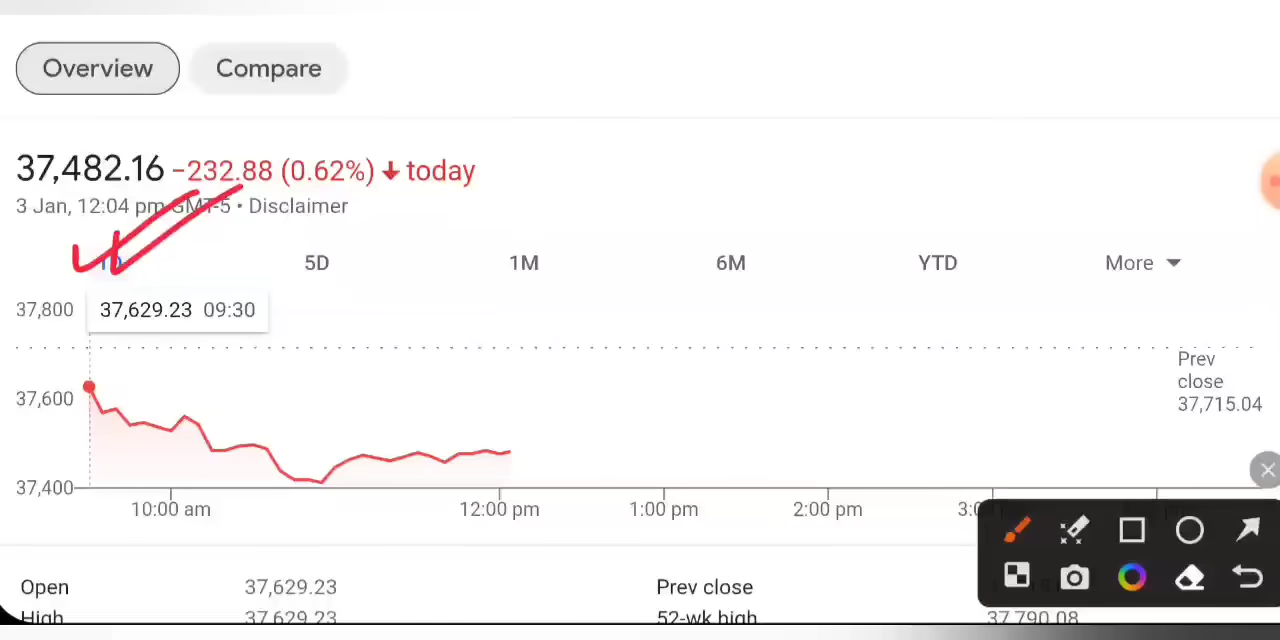 Overview Compare
37,482.16 −232.88 (0.62%) ↓ today
3 Jan, 12:04 pm GMT-5 • Disclaimer
1D 5D 1M 6M YTD More
37,800
37,629.23 09:30
Prev
close
37,715.04
37,600
37,400
10:00 am 12:00 pm 1:00 pm 2:00 pm
Open 37,629.23 Prev close
High 37,629.23 52-wk high 37,790.08